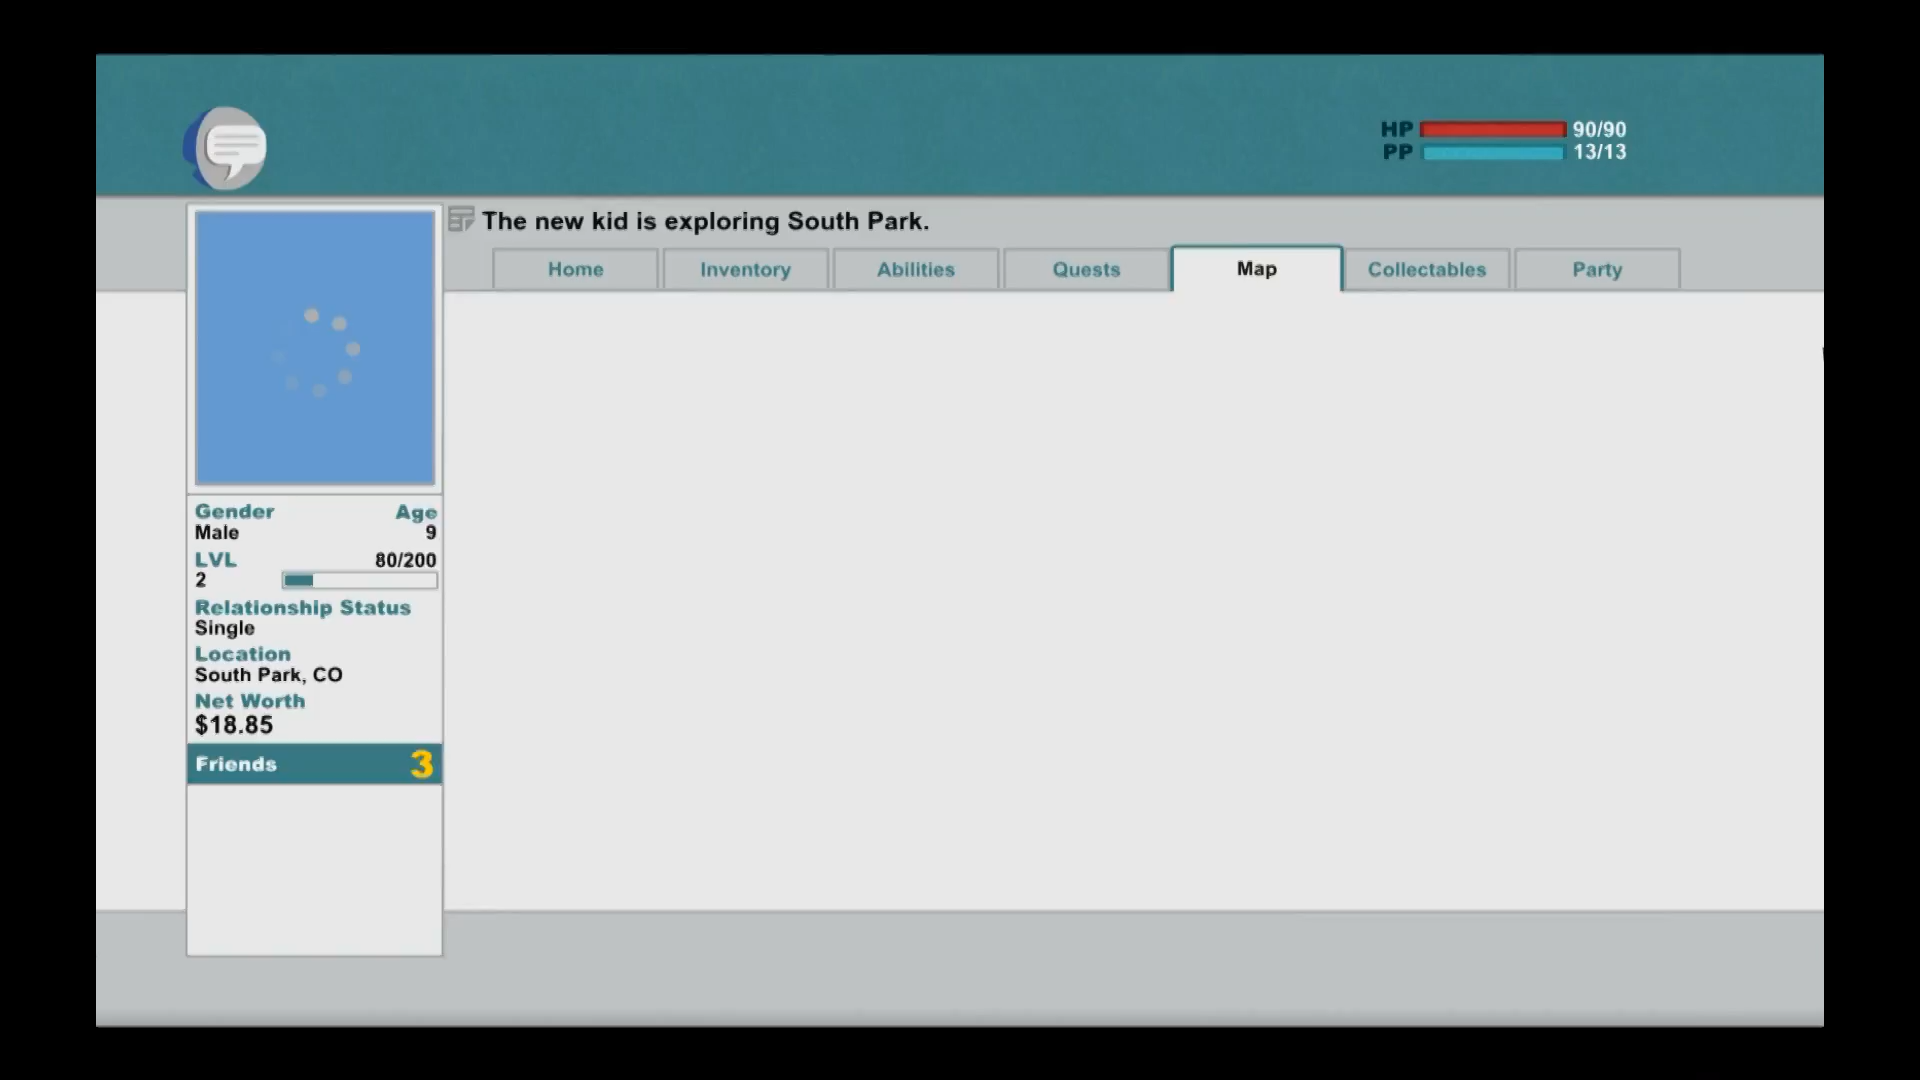 HP 90/90
PP 13/13
The new kid is exploring South Park.
Home Inventory Abilities Quests Map Collectables Party
Gender Age
Male 9
LVL 80/200
2
Relationship Status
Single
Location
South Park, CO
Net Worth
$18.85
Friends 3